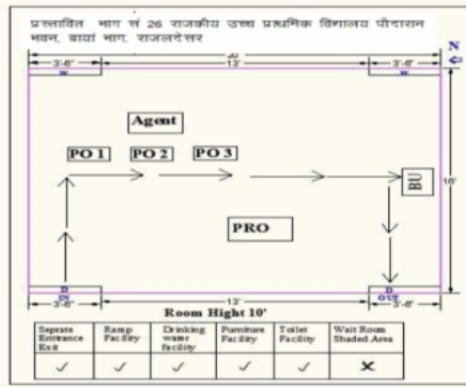 प्रस्तावित भाग सं 26 राजकीय उच्च प्राथमिक विद्यालय पौदारान
भवन, बायां भाग, राजलदेसर
N
3'-6" 13' 3'-6"
W W
Agent
PO 1 PO 2 PO 3
BU
16'
PRO
D D
IN OUT
3'-6" 13' 3'-6"
Room Hight 10'
Seprate Entrance Exit
Ramp Facility
Drinking water facility
Furniture Facility
Toilet Facility
Wait Room Shaded Area